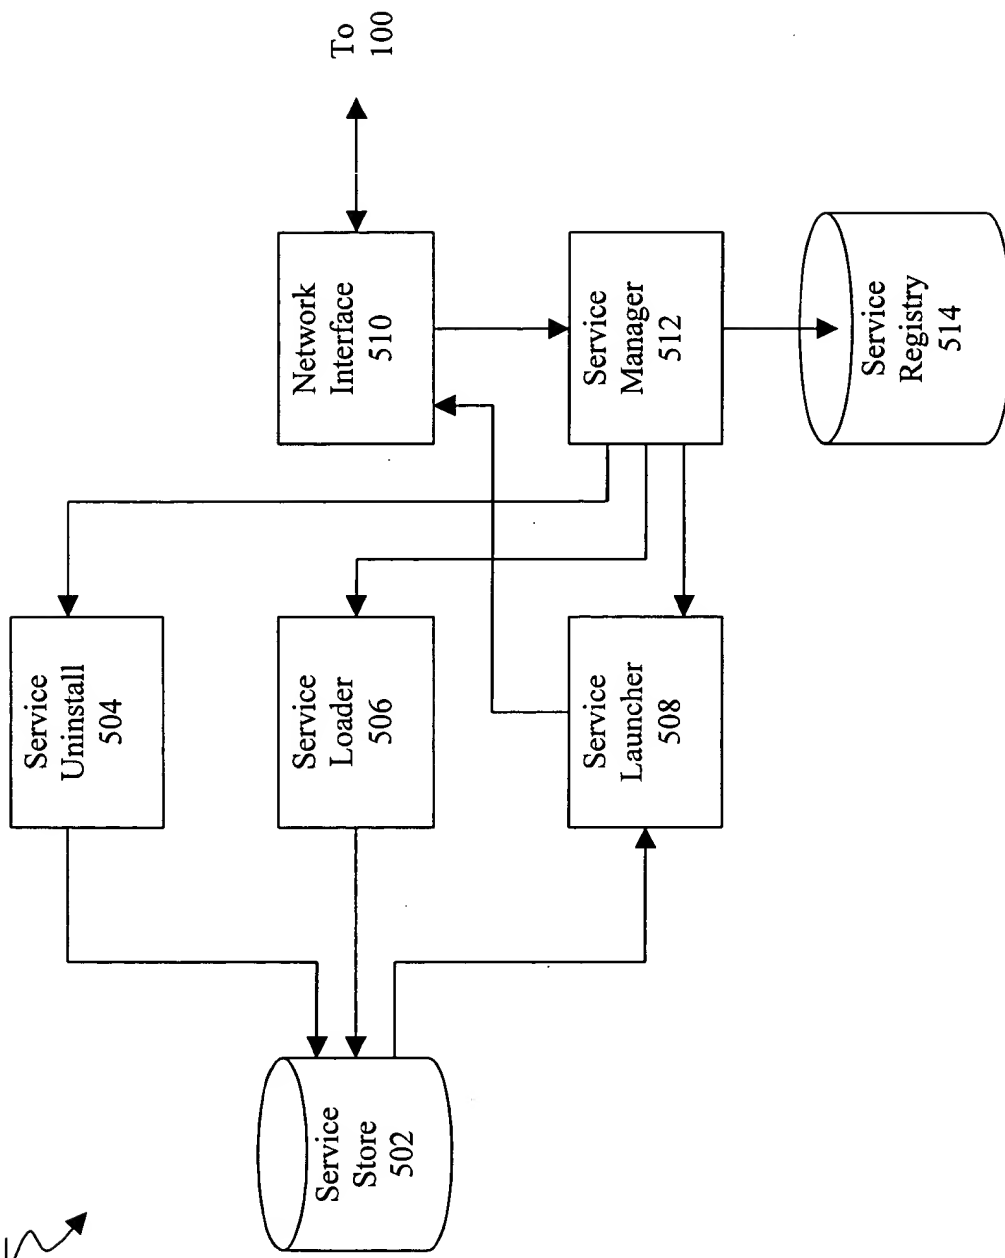 To
100
Network
Interface
510
Service
Manager
512
Service
Registry
514
Service
Uninstall
504
Service
Loader
506
Service
Launcher
508
Service
Store
502